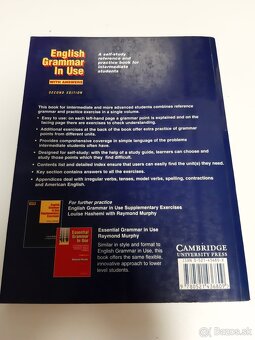 English
Grammar
In Use
WITH ANSWERS
SECOND EDITION
A self-study
reference and
practice book for
intermediate
students
This book for intermediate and more advanced students combines reference
grammar and practice exercises in a single volume.
• Easy to use: on each left-hand page a grammar point is explained and on the
facing page there are exercises to check understanding.
• Additional exercises at the back of the book offer extra practice of grammar
points from different units.
• Provides comprehensive coverage in simple language of the problems
intermediate students often have.
• Designed for self-study: with the help of a study guide, learners can choose and
study those points which they find difficult.
• Contents list and detailed index ensure that users can easily find the unit(s) they need.
• Key section contains answers to all the exercises.
• Appendices deal with irregular verbs, tenses, modal verbs, spelling, contractions
and American English.
For further practice
English Grammar in Use Supplementary Exercises
Louise Hashemi with Raymond Murphy
Essential Grammar in Use
Raymond Murphy
Similar in style and format to
English Grammar in Use, this
book offers the same flexible,
innovative approach to lower
level students.
Essential
Grammar
in Use
CAMBRIDGE
UNIVERSITY PRESS
bazos.sk